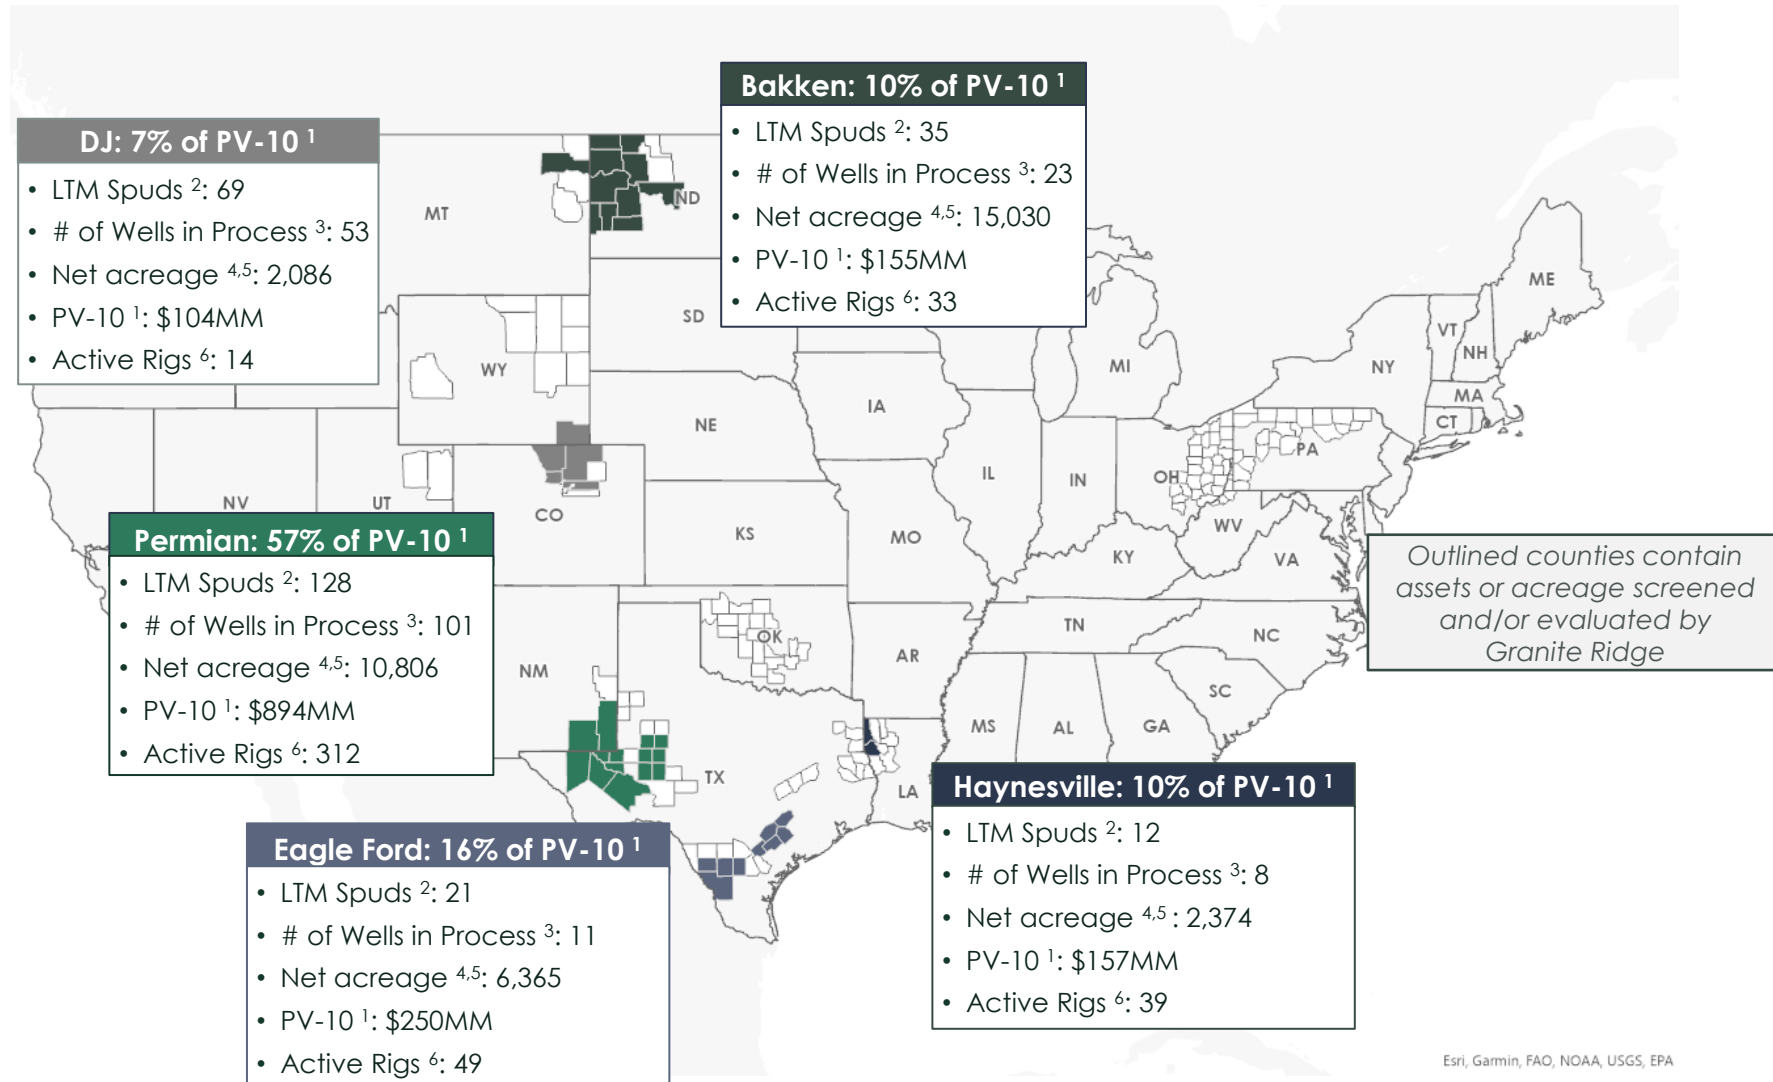 Bakken: 10% of PV-10 1
• LTM Spuds 2: 35
• # of Wells in Process 3: 23
• Net acreage 4,5: 15,030
• PV-10 1: $155MM
• Active Rigs 6: 33
DJ: 7% of PV-10 1
• LTM Spuds 2: 69
• # of Wells in Process 3: 53
• Net acreage 4,5: 2,086
• PV-10 1: $104MM
• Active Rigs 6: 14
MT
ND
SD
WY
NE
IA
MI
ME
VT
NH
NY
MA
CT
PA
OH
IL
IN
NV
UT
CO
KS
MO
WV
KY
VA
Permian: 57% of PV-10 1
• LTM Spuds 2: 128
• # of Wells in Process 3: 101
• Net acreage 4,5: 10,806
• PV-10 1: $894MM
• Active Rigs 6: 312
Outlined counties contain
assets or acreage screened
and/or evaluated by
Granite Ridge
OK
TN
NC
NM
AR
SC
MS
AL
GA
TX
LA
Haynesville: 10% of PV-10 1
• LTM Spuds 2: 12
• # of Wells in Process 3: 8
• Net acreage 4,5 : 2,374
• PV-10 1: $157MM
• Active Rigs 6: 39
Eagle Ford: 16% of PV-10 1
• LTM Spuds 2: 21
• # of Wells in Process 3: 11
• Net acreage 4,5: 6,365
• PV-10 1: $250MM
• Active Rigs 6: 49
Esri, Garmin, FAO, NOAA, USGS, EPA